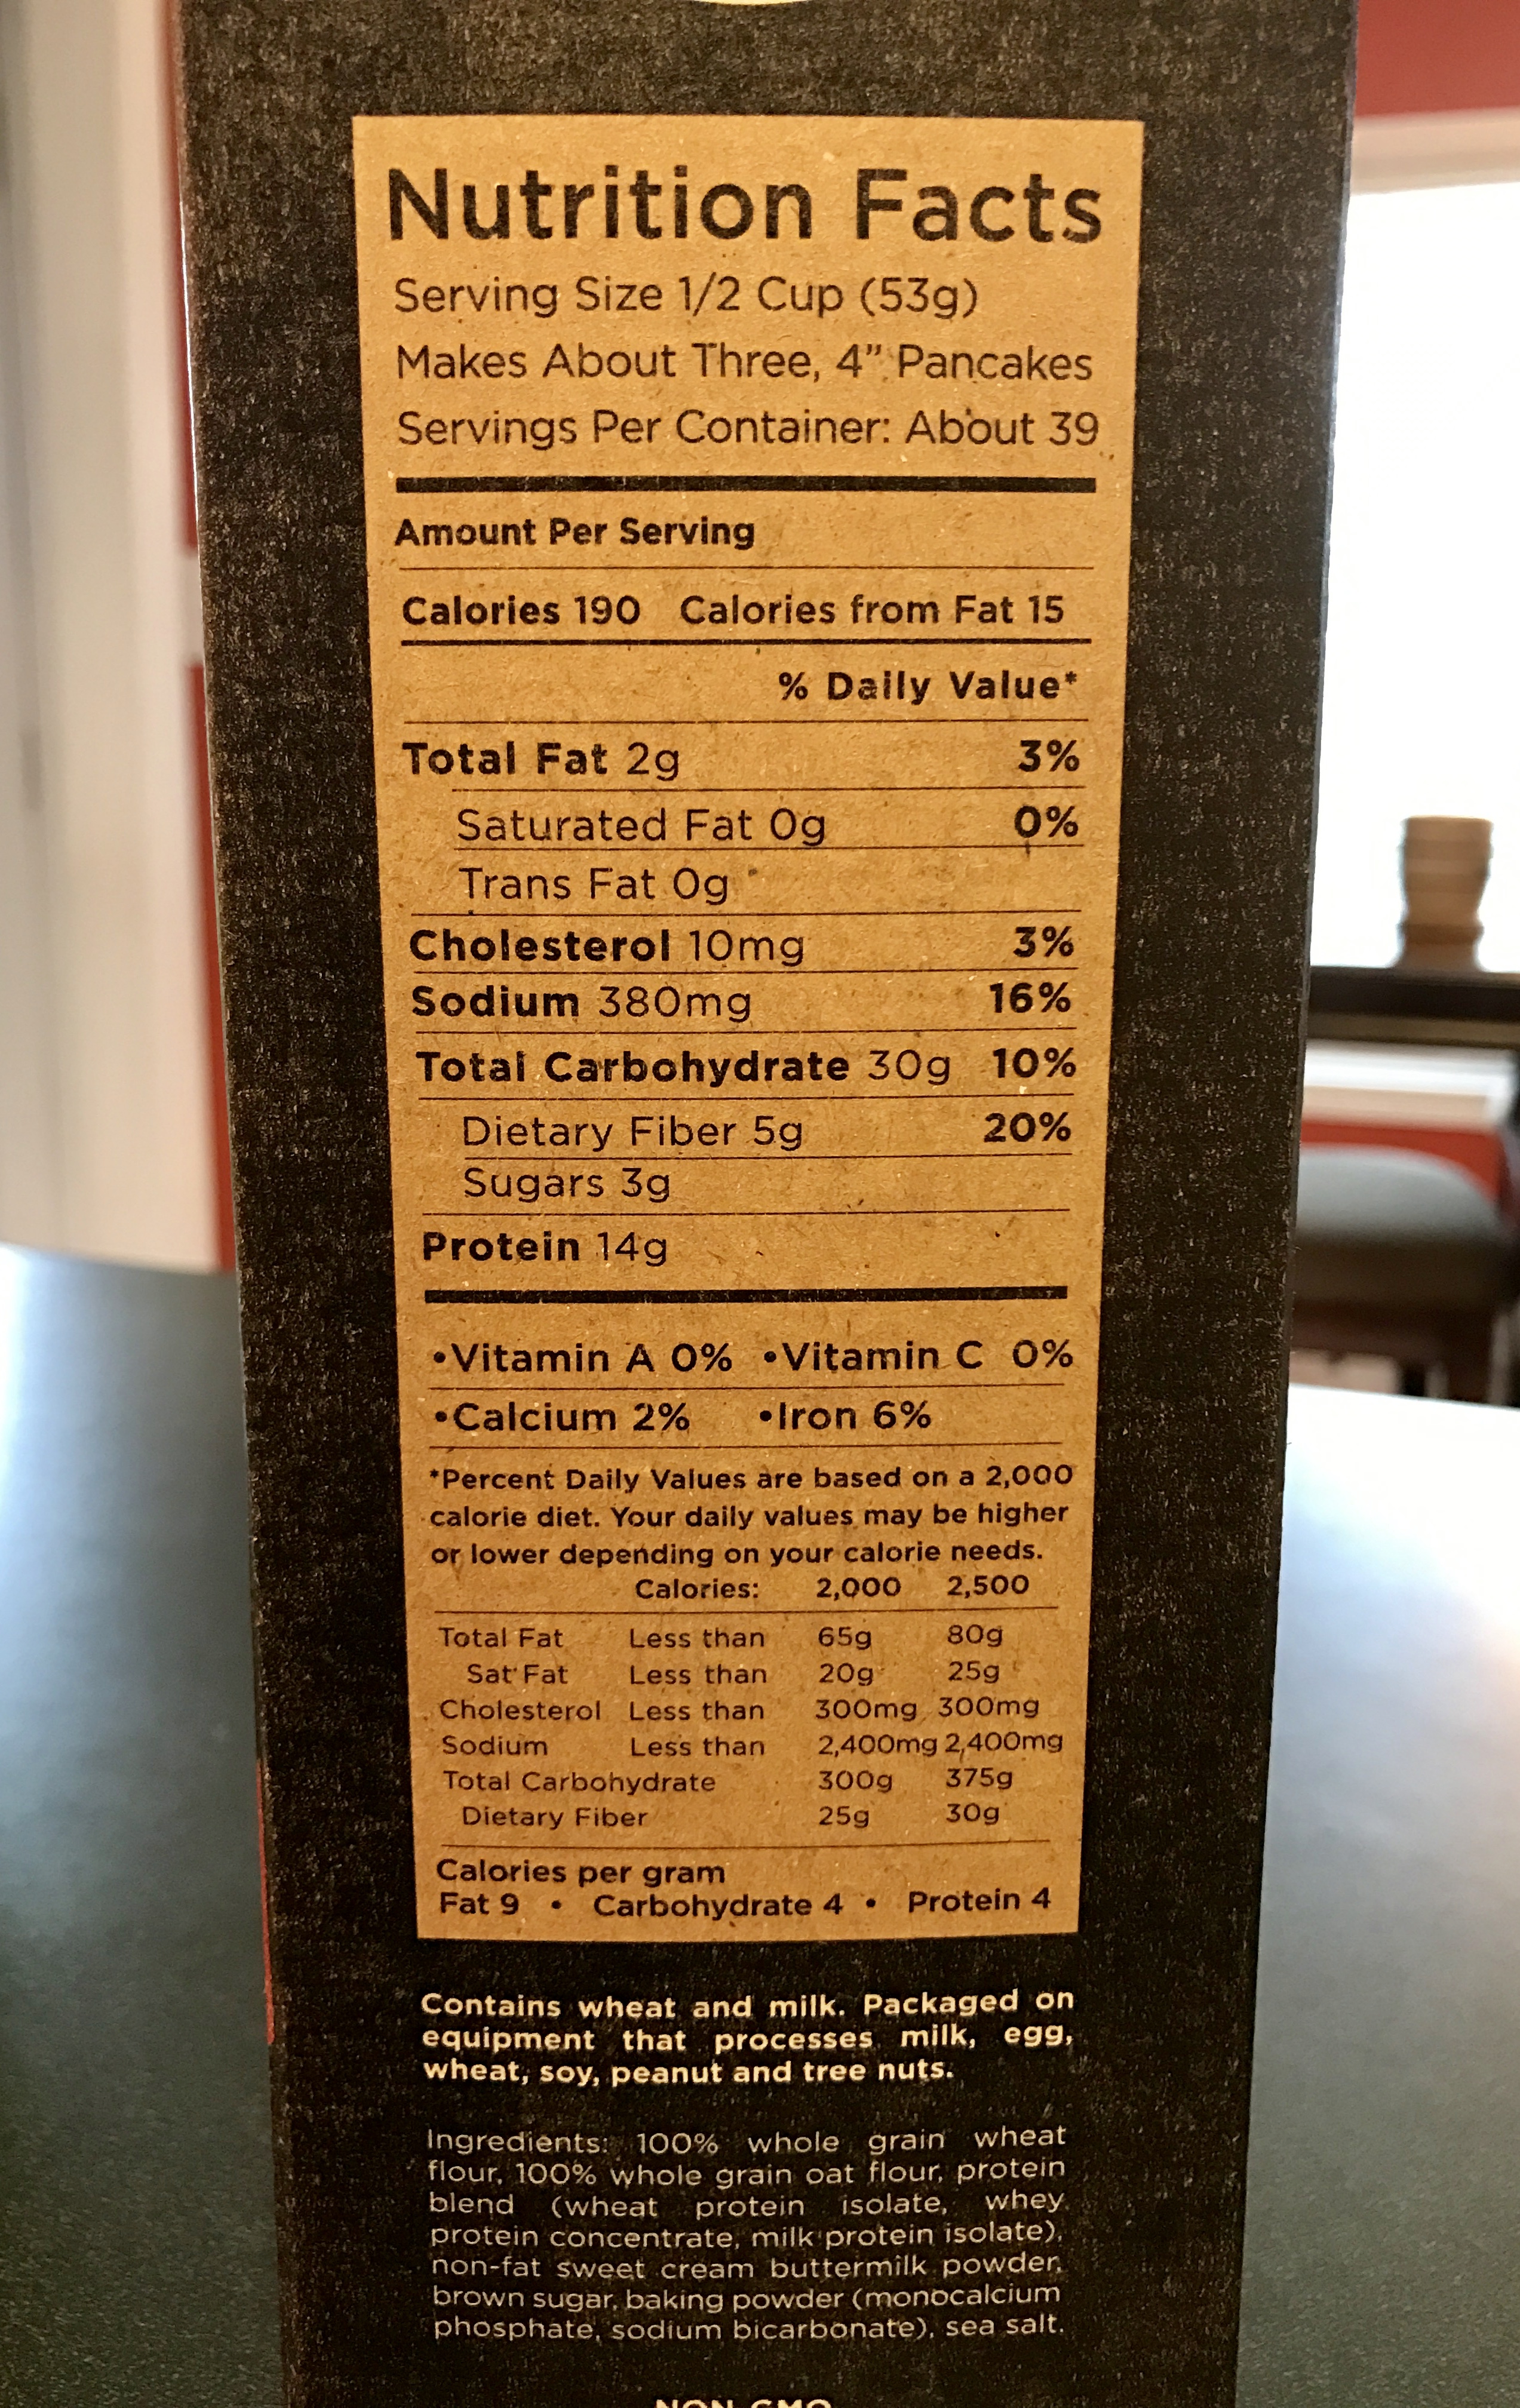 Nutrition Facts
Serving Size 1/2 Cup (53g)
Makes About Three, 4” Pancakes
Servings Per Container: About 39
Amount Per Serving
Calories 190 Calories from Fat 15
% Daily Value*
Total Fat 2g 3%
Saturated Fat 0g 0%
Trans Fat 0g
Cholesterol 10mg 3%
Sodium 380mg 16%
Total Carbohydrate 30g 10%
Dietary Fiber 5g 20%
Sugars 3g
Protein 14g
•Vitamin A 0% •Vitamin C 0%
•Calcium 2% •Iron 6%
*Percent Daily Values are based on a 2,000
calorie diet. Your daily values may be higher
or lower depending on your calorie needs.
Calories: 2,000 2,500
Total Fat Less than 65g 80g
Sat Fat Less than 20g 25g
Cholesterol Less than 300mg 300mg
Sodium Less than 2,400mg 2,400mg
Total Carbohydrate 300g 375g
Dietary Fiber 25g 30g
Calories per gram
Fat 9 • Carbohydrate 4 • Protein 4
Contains wheat and milk. Packaged on
equipment that processes milk, egg,
wheat, soy, peanut and tree nuts.
Ingredients: 100% whole grain wheat
flour, 100% whole grain oat flour, protein
blend (wheat protein isolate, whey
protein concentrate, milk protein isolate),
non-fat sweet cream buttermilk powder,
brown sugar, baking powder (monocalcium
phosphate, sodium bicarbonate), sea salt.
NON GMO